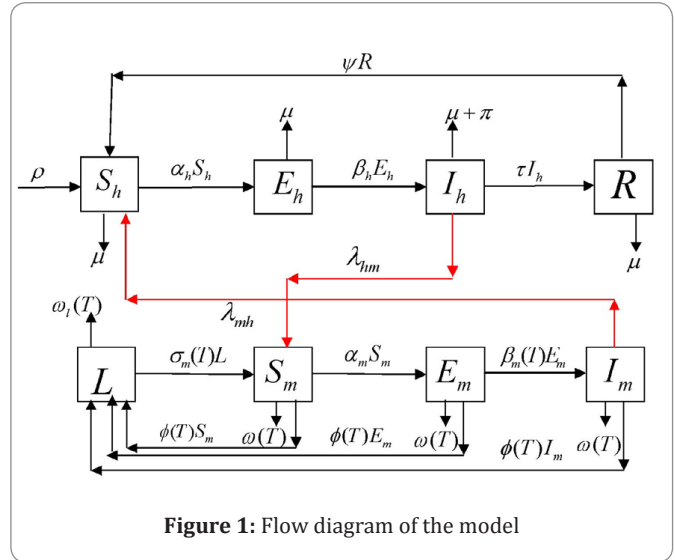 ψR
μ
μ + π
ρ
S_h
α_h S_h
E_h
β_h E_h
I_h
τI_h
R
μ
μ
λ_hm
ω_l(T)
λ_mh
L
σ_m(T)L
S_m
α_m S_m
E_m
β_m(T)E_m
I_m
φ(T)S_m
ω(T)
φ(T)E_m
ω(T)
φ(T)I_m
ω(T)
Figure 1: Flow diagram of the model